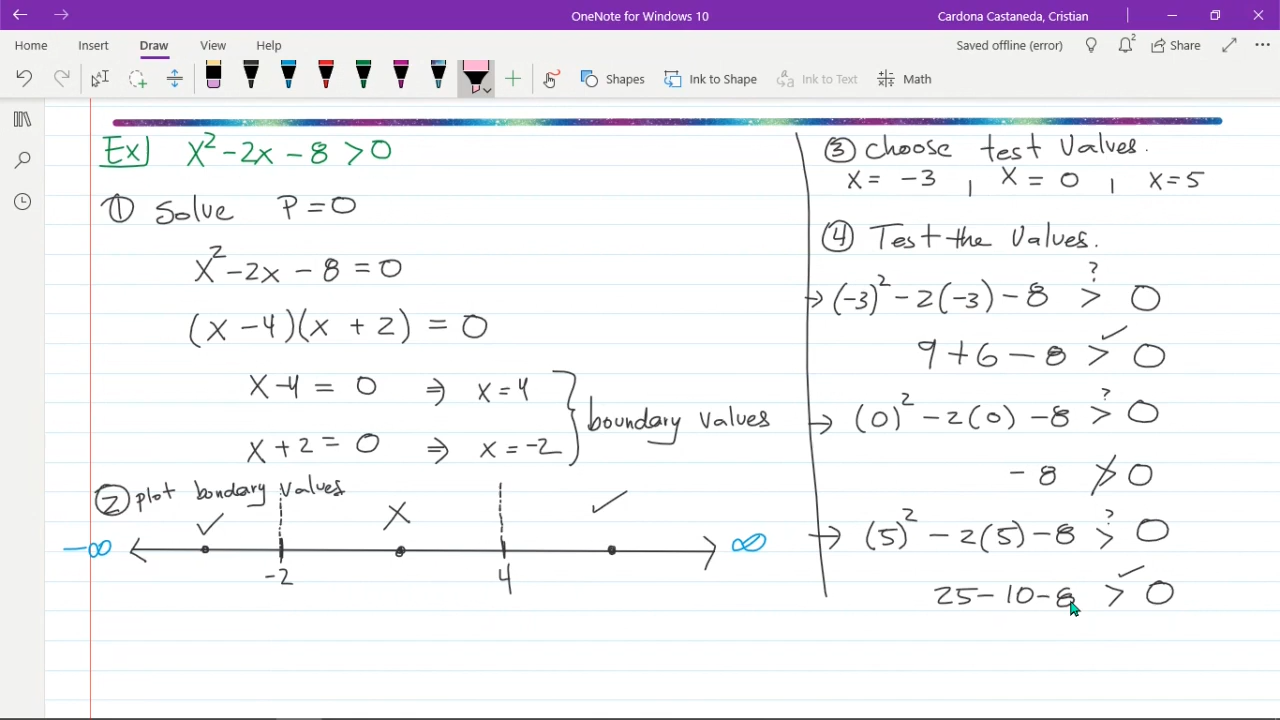 OneNote for Windows 10
Cardona Castaneda, Cristian
Home Insert Draw View Help
Saved offline (error)
2
Share
Shapes
Ink to Shape
Ink to Text
Math
Ex] x² - 2x - 8 > 0
① Solve P = 0
x² - 2x - 8 = 0
(x - 4)(x + 2) = 0
x - 4 = 0 ⇒ x = 4
x + 2 = 0 ⇒ x = -2
boundary values
② plot bondary values
✓ X ✓
-∞ ∞
-2 4
③ choose test values.
x = -3 , x = 0 , x = 5
④ Test the values.
→ (-3)² - 2(-3) - 8 >? 0
9 + 6 - 8 > ✓ 0
→ (0)² - 2(0) - 8 >? 0
- 8 ≯ 0
→ (5)² - 2(5) - 8 >? 0
25 - 10 - 8 > ✓ 0